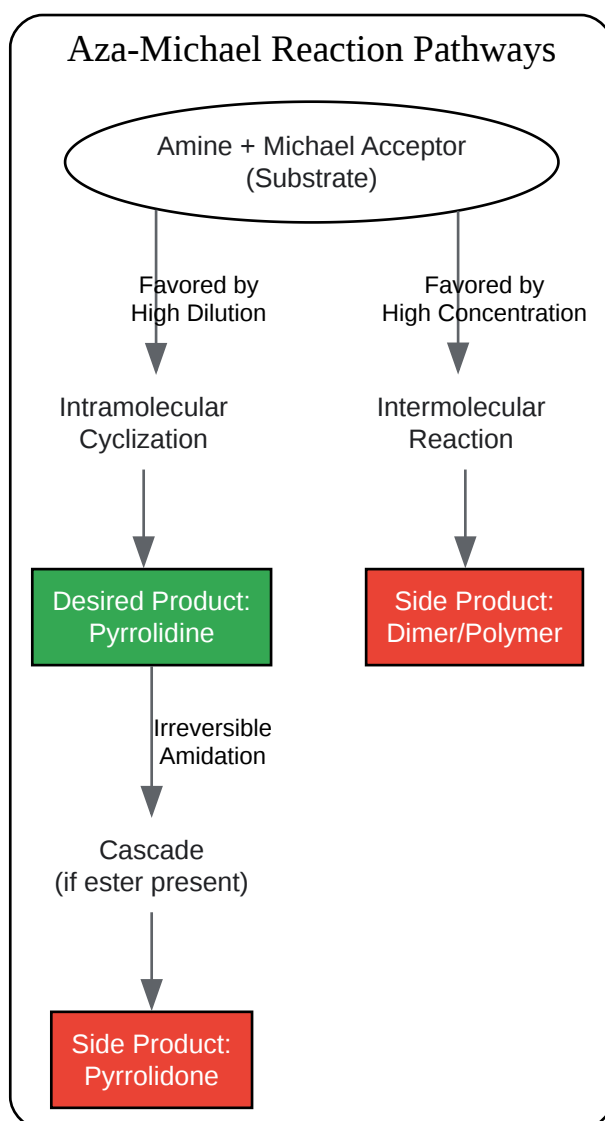 Aza-Michael Reaction Pathways
Amine + Michael Acceptor
(Substrate)
Favored by
High Dilution
Favored by
High Concentration
Intramolecular
Cyclization
Intermolecular
Reaction
Desired Product:
Pyrrolidine
Side Product:
Dimer/Polymer
Irreversible
Amidation
Cascade
(if ester present)
Side Product:
Pyrrolidone